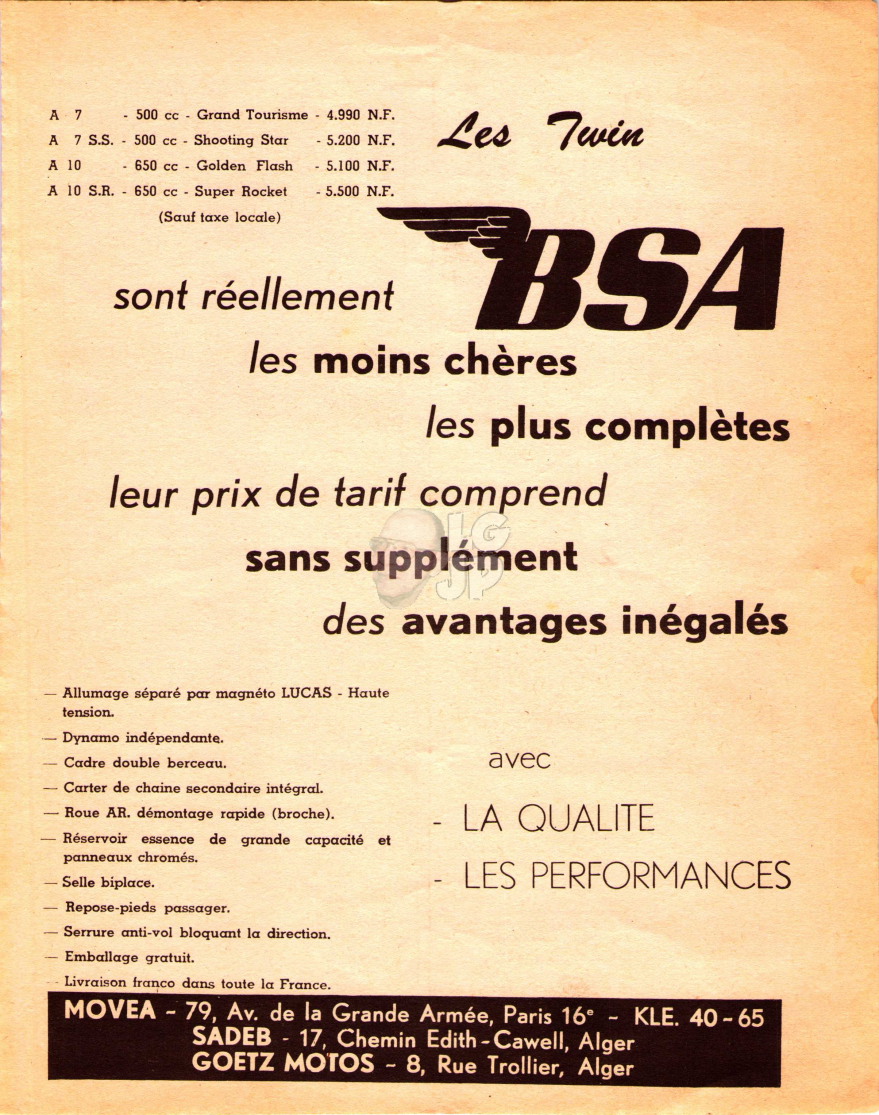 A 7 - 500 cc - Grand Tourisme - 4.990 N.F.
A 7 S.S. - 500 cc - Shooting Star - 5.200 N.F.
A 10 - 650 cc - Golden Flash - 5.100 N.F.
A 10 S.R. - 650 cc - Super Rocket - 5.500 N.F.
(Sauf taxe locale)
Les Twin
BSA
sont réellement
les moins chères
les plus complètes
leur prix de tarif comprend
sans supplément
des avantages inégalés
LG
JP
— Allumage séparé par magnéto LUCAS - Haute
tension.
— Dynamo indépendante.
— Cadre double berceau.
— Carter de chaine secondaire intégral.
— Roue AR. démontage rapide (broche).
— Réservoir essence de grande capacité et
panneaux chromés.
— Selle biplace.
— Repose-pieds passager.
— Serrure anti-vol bloquant la direction.
— Emballage gratuit.
— Livraison franco dans toute la France.
avec
- LA QUALITE
- LES PERFORMANCES
MOVEA - 79, Av. de la Grande Armée, Paris 16e - KLE. 40-65
SADEB - 17, Chemin Edith-Cawell, Alger
GOETZ MOTOS - 8, Rue Trollier, Alger